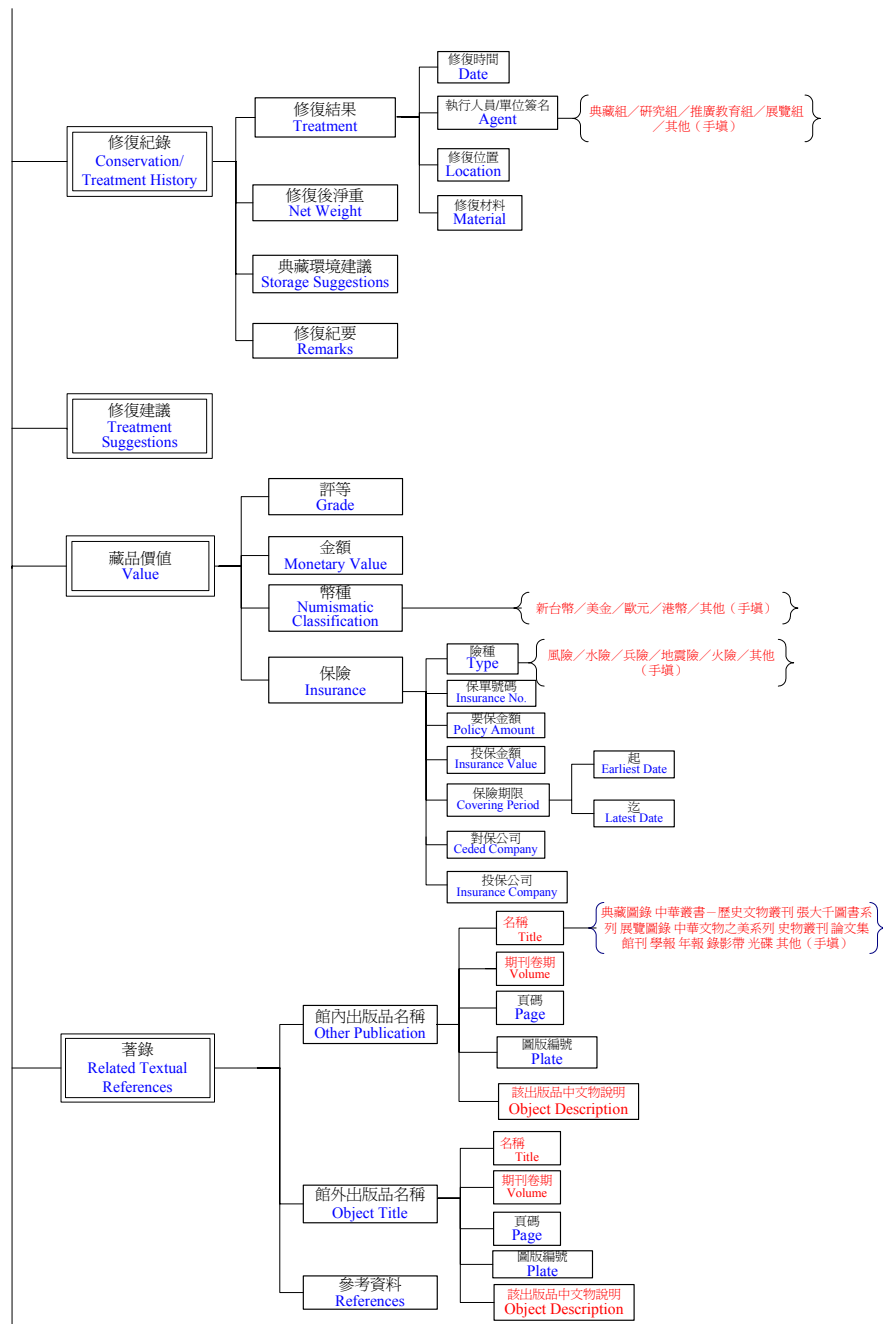 修復紀錄
Conservation/
Treatment History
修復結果
Treatment
修復時間
Date
執行人員/單位簽名
Agent
典藏組／研究組／推廣教育組／展覽組
／其他（手填）
修復位置
Location
修復材料
Material
修復後淨重
Net Weight
典藏環境建議
Storage Suggestions
修復紀要
Remarks
修復建議
Treatment
Suggestions
藏品價值
Value
評等
Grade
金額
Monetary Value
幣種
Numismatic
Classification
新台幣／美金／歐元／港幣／其他（手填）
保險
Insurance
險種
Type
風險／水險／兵險／地震險／火險／其他
（手填）
保單號碼
Insurance No.
要保金額
Policy Amount
投保金額
Insurance Value
保險期限
Covering Period
起
Earliest Date
迄
Latest Date
對保公司
Ceded Company
投保公司
Insurance Company
著錄
Related Textual
References
館內出版品名稱
Other Publication
名稱
Title
典藏圖錄 中華叢書－歷史文物叢刊 張大千圖書系
列 展覽圖錄 中華文物之美系列 史物叢刊 論文集
館刊 學報 年報 錄影帶 光碟 其他（手填）
期刊卷期
Volume
頁碼
Page
圖版編號
Plate
該出版品中文物說明
Object Description
館外出版品名稱
Object Title
名稱
Title
期刊卷期
Volume
頁碼
Page
圖版編號
Plate
該出版品中文物說明
Object Description
參考資料
References